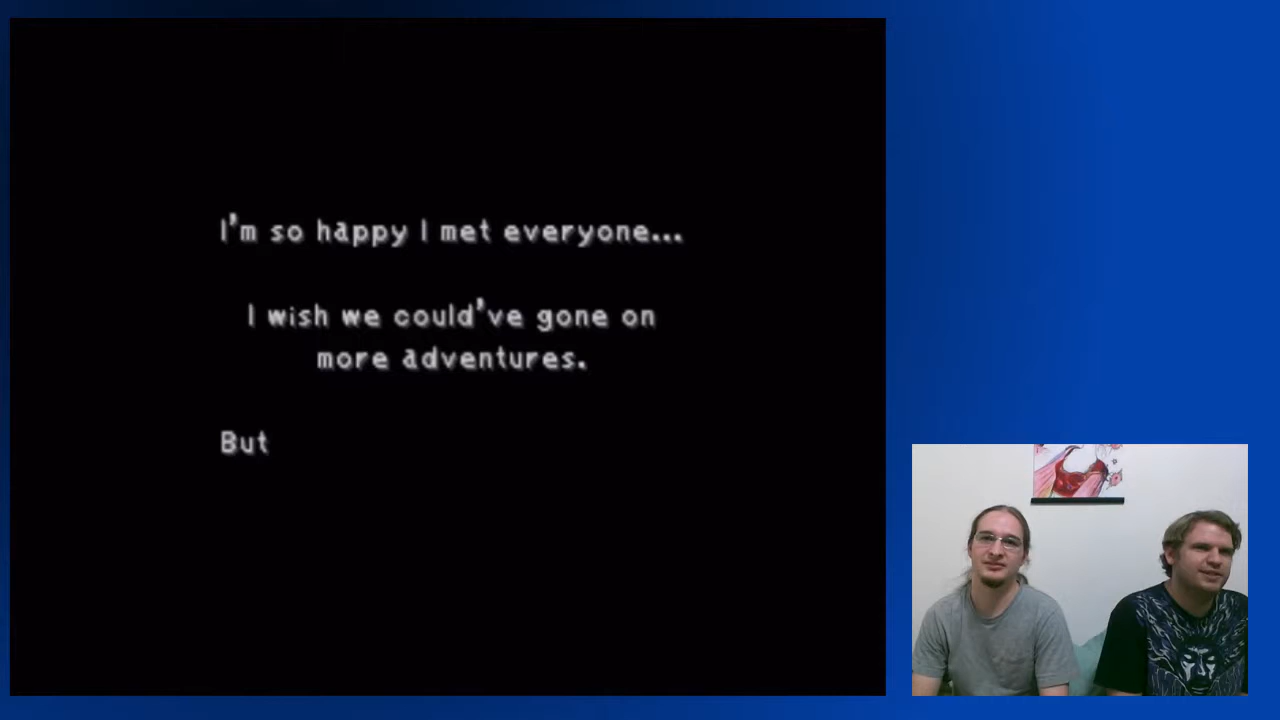 I'm so happy I met everyone...
I wish we could've gone on
more adventures.
But